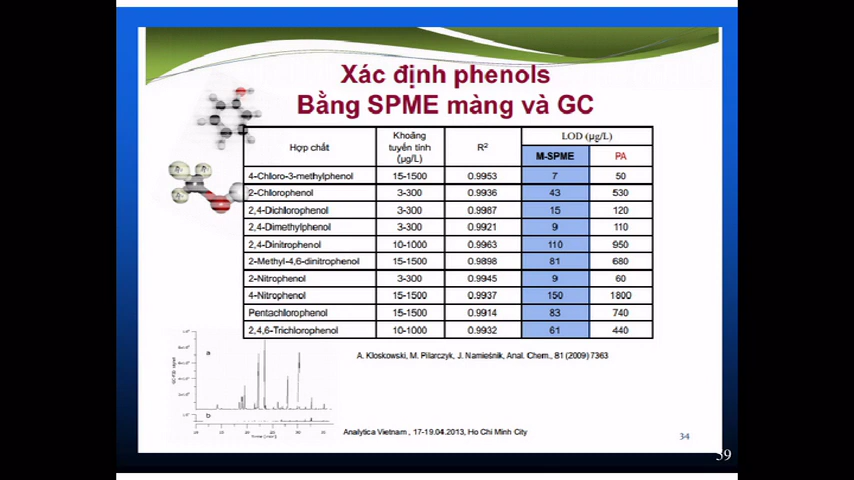 Xác định phenols
Bằng SPME màng và GC
Hợp chất Khoảng tuyến tính (µg/L) R² LOD (µg/L)
M-SPME PA
4-Chloro-3-methylphenol 15-1500 0.9953 7 50
2-Chlorophenol 3-300 0.9936 43 530
2,4-Dichlorophenol 3-300 0.9987 15 120
2,4-Dimethylphenol 3-300 0.9921 9 110
2,4-Dinitrophenol 10-1000 0.9963 110 950
2-Methyl-4,6-dinitrophenol 15-1500 0.9898 81 680
2-Nitrophenol 3-300 0.9945 9 60
4-Nitrophenol 15-1500 0.9937 150 1800
Pentachlorophenol 15-1500 0.9914 83 740
2,4,6-Trichlorophenol 10-1000 0.9932 61 440
A. Kloskowski, M. Pilarczyk, J. Namieśnik, Anal. Chem., 81 (2009) 7363
a
b
Analytica Vietnam , 17-19.04.2013, Ho Chi Minh City
34
59